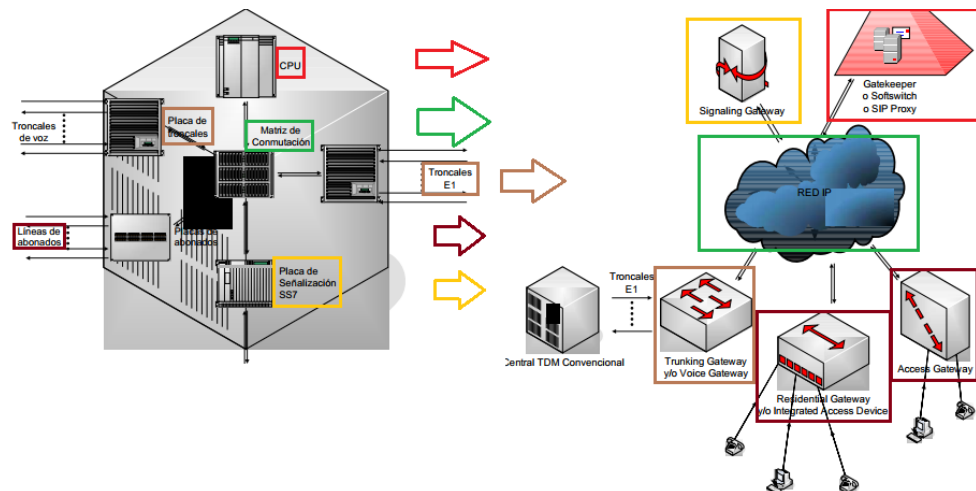 CPU
Placa de
troncales
Troncales
de voz
Matriz de
Conmutación
Troncales
E1
Líneas de
abonados
Placas de
abonados
Placa de
Señalización
SS7
Signaling Gateway
Gatekeeper
o Softswitch
o SIP Proxy
RED IP
Troncales
E1
Central TDM Convencional
Trunking Gateway
y/o Voice Gateway
Residential Gateway
y/o Integrated Access Device
Access Gateway